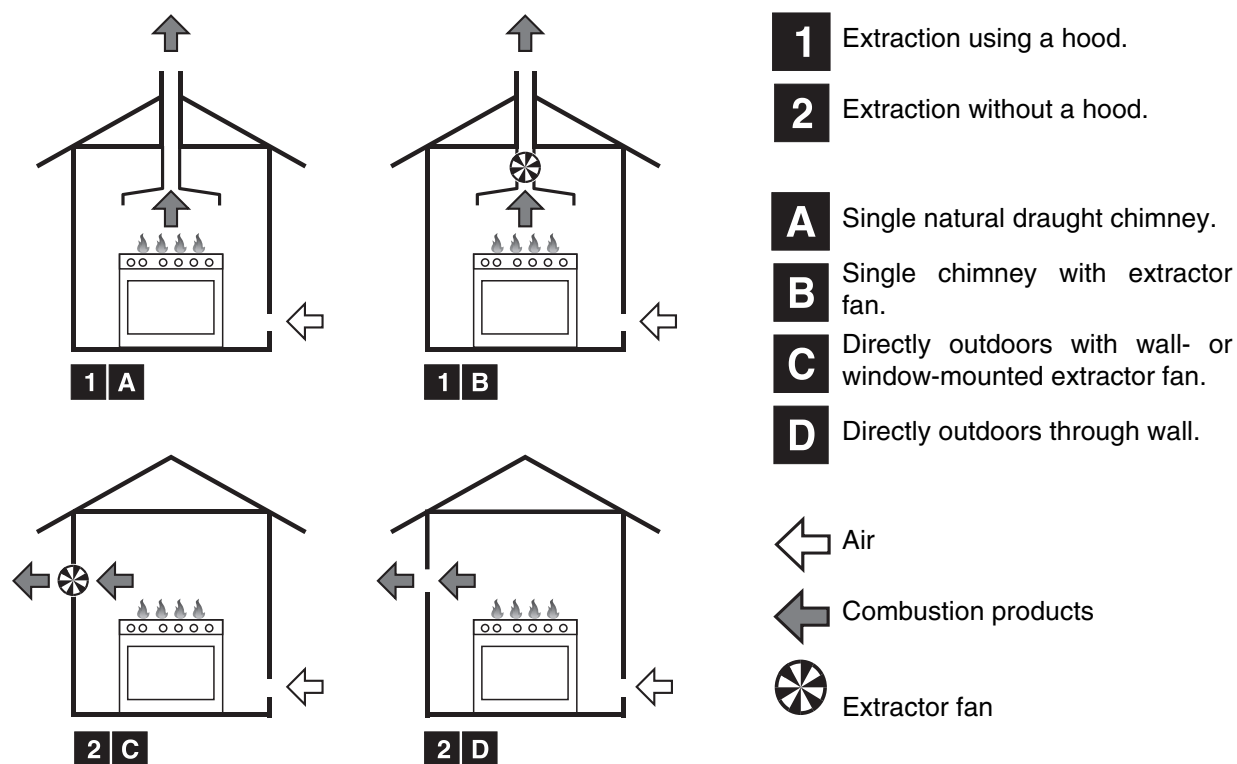 1 A
1 B
2 C
2 D
1 Extraction using a hood.
2 Extraction without a hood.
A Single natural draught chimney.
B Single chimney with extractor
fan.
C Directly outdoors with wall- or
window-mounted extractor fan.
D Directly outdoors through wall.
Air
Combustion products
Extractor fan